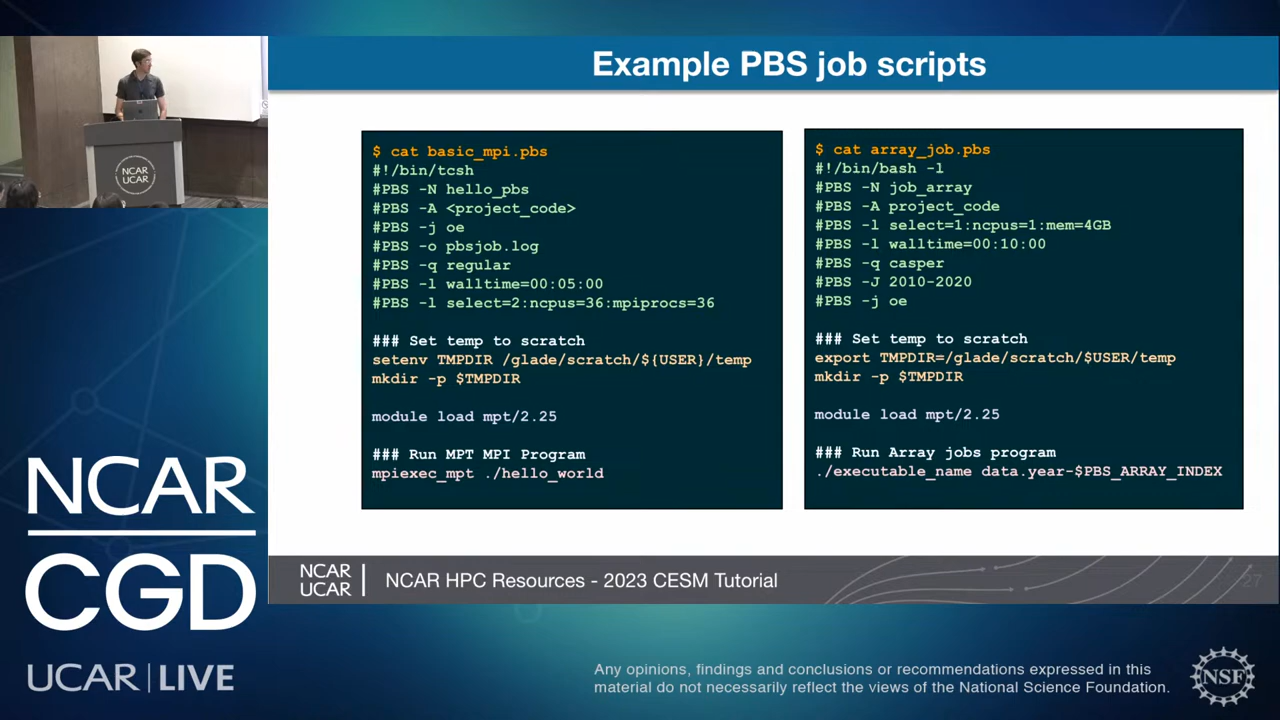 Example PBS job scripts
NCAR
UCAR
$ cat basic_mpi.pbs
#!/bin/tcsh
#PBS -N hello_pbs
#PBS -A <project_code>
#PBS -j oe
#PBS -o pbsjob.log
#PBS -q regular
#PBS -l walltime=00:05:00
#PBS -l select=2:ncpus=36:mpiprocs=36
### Set temp to scratch
setenv TMPDIR /glade/scratch/${USER}/temp
mkdir -p $TMPDIR
module load mpt/2.25
### Run MPT MPI Program
mpiexec_mpt ./hello_world
$ cat array_job.pbs
#!/bin/bash -l
#PBS -N job_array
#PBS -A project_code
#PBS -l select=1:ncpus=1:mem=4GB
#PBS -l walltime=00:10:00
#PBS -q casper
#PBS -J 2010-2020
#PBS -j oe
### Set temp to scratch
export TMPDIR=/glade/scratch/$USER/temp
mkdir -p $TMPDIR
module load mpt/2.25
### Run Array jobs program
./executable_name data.year-$PBS_ARRAY_INDEX
NCAR
UCAR
NCAR HPC Resources - 2023 CESM Tutorial
27
NCAR
CGD
UCAR | LIVE
Any opinions, findings and conclusions or recommendations expressed in this
material do not necessarily reflect the views of the National Science Foundation.
NSF